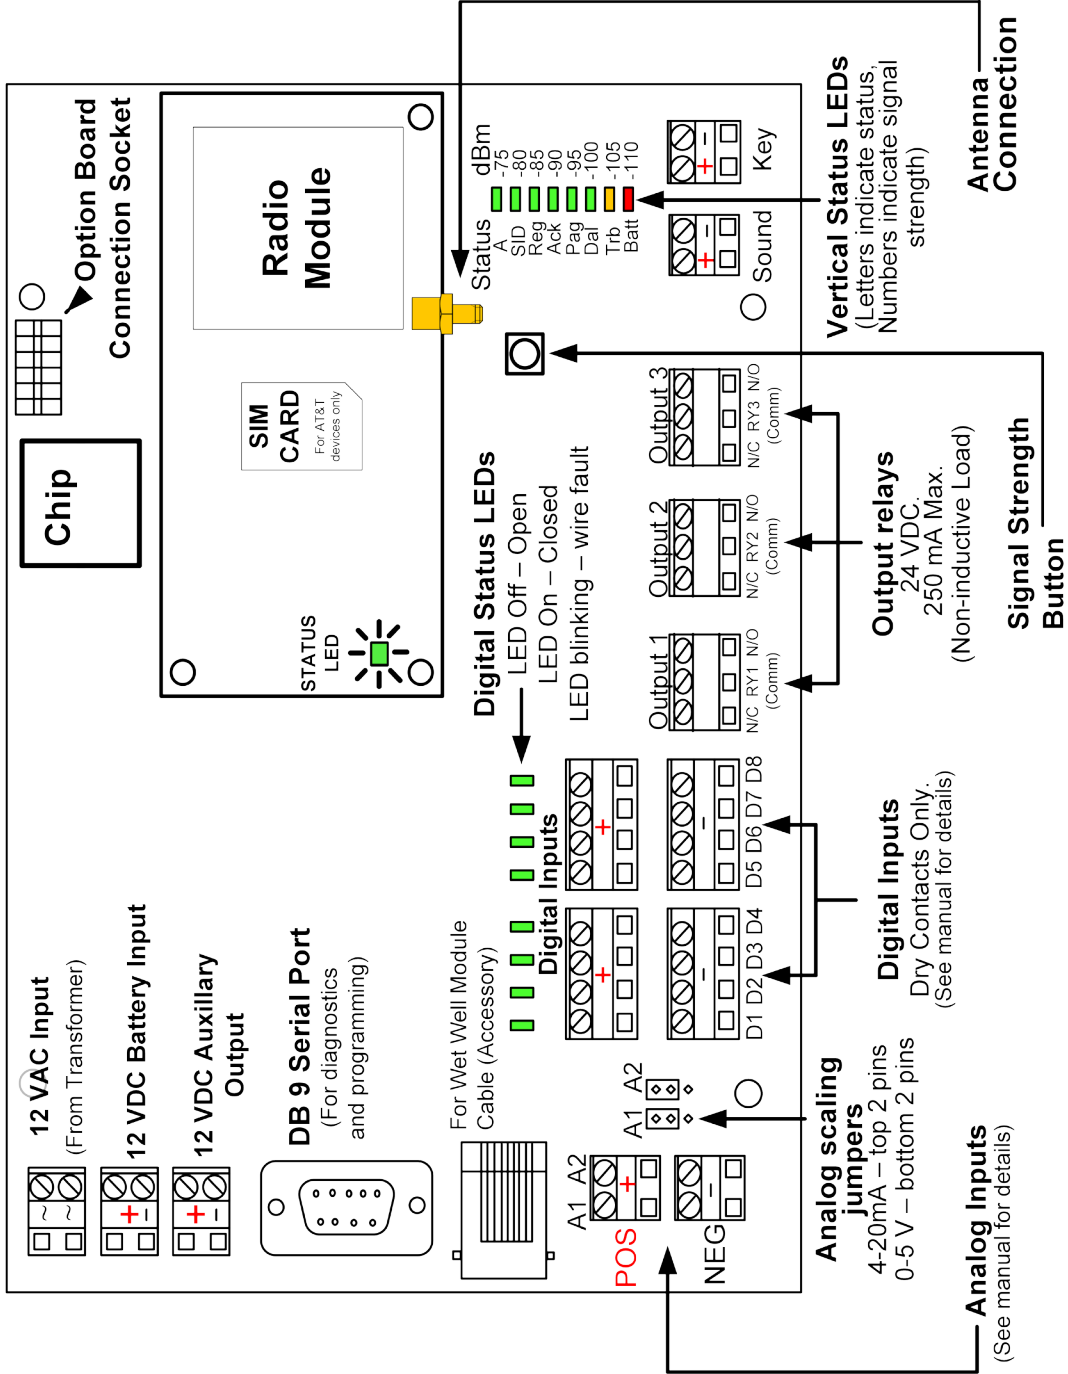 12 VAC Input
(From Transformer)
12 VDC Battery Input
12 VDC Auxillary
Output
DB 9 Serial Port
(For diagnostics
and programming)
For Wet Well Module
Cable (Accessory)
Chip
Option Board
Connection Socket
Radio
Module
SIM
CARD
For AT&T
devices only
STATUS
LED
Digital Status LEDs
LED Off – Open
LED On – Closed
LED blinking – wire fault
Status dBm
A -75
SID -80
Reg -85
Ack -90
Pag -95
Dal -100
Trb -105
Batt -110
Digital Inputs
A1 A2
+
POS
-
NEG
A1 A2
+
+
-
-
D1 D2 D3 D4
D5 D6 D7 D8
Output 1
N/C RY1 N/O
(Comm)
Output 2
N/C RY2 N/O
(Comm)
Output 3
N/C RY3 N/O
(Comm)
+ -
Sound
+ -
Key
~
~
+
-
+
-
Analog Inputs
(See manual for details)
Analog scaling
jumpers
4-20mA – top 2 pins
0-5 V – bottom 2 pins
Digital Inputs
Dry Contacts Only.
(See manual for details)
Output relays
24 VDC.
250 mA Max.
(Non-inductive Load)
Signal Strength
Button
Vertical Status LEDs
(Letters indicate status,
Numbers indicate signal
strength)
Antenna
Connection